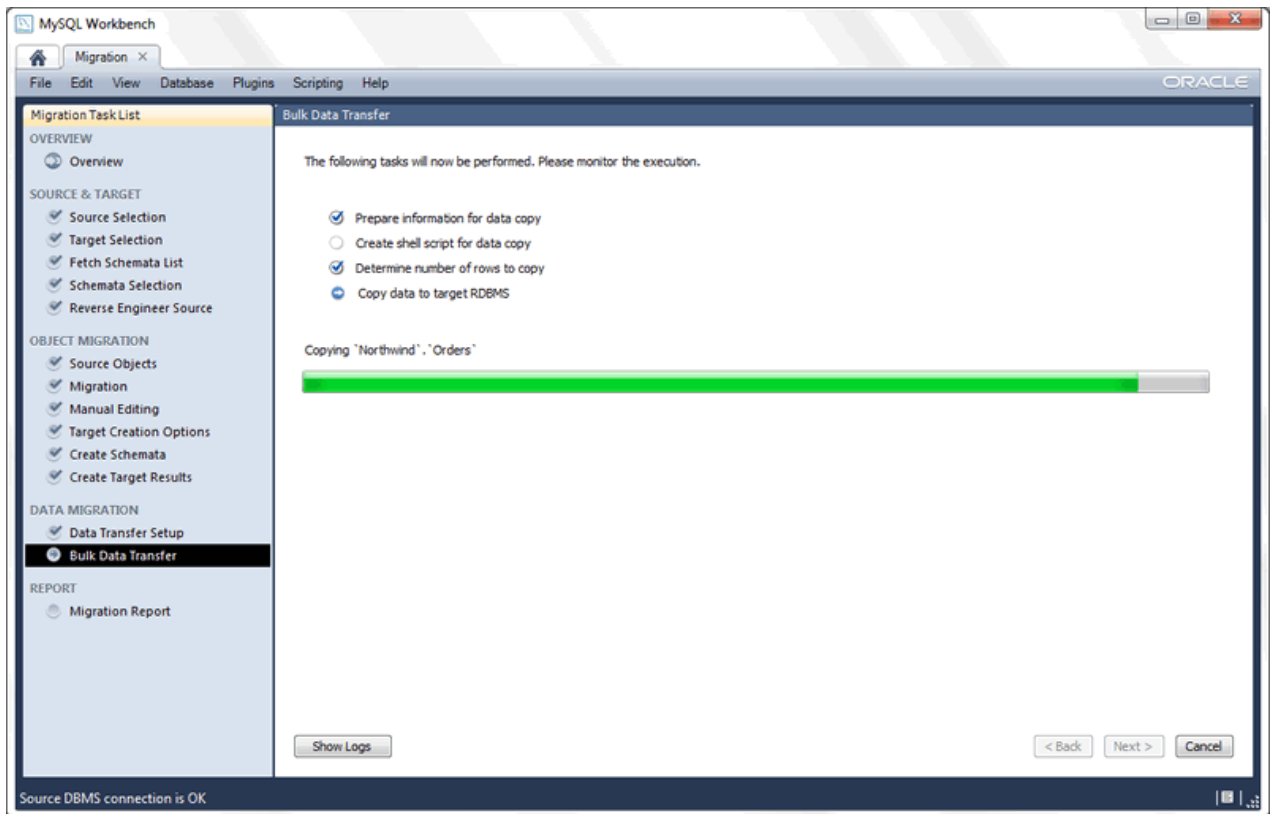 MySQL Workbench
Migration
File Edit View Database Plugins Scripting Help
ORACLE
Migration Task List
OVERVIEW
Overview
SOURCE & TARGET
Source Selection
Target Selection
Fetch Schemata List
Schemata Selection
Reverse Engineer Source
OBJECT MIGRATION
Source Objects
Migration
Manual Editing
Target Creation Options
Create Schemata
Create Target Results
DATA MIGRATION
Data Transfer Setup
Bulk Data Transfer
REPORT
Migration Report
Bulk Data Transfer
The following tasks will now be performed. Please monitor the execution.
Prepare information for data copy
Create shell script for data copy
Determine number of rows to copy
Copy data to target RDBMS
Copying `Northwind`.`Orders`
Show Logs
< Back Next > Cancel
Source DBMS connection is OK